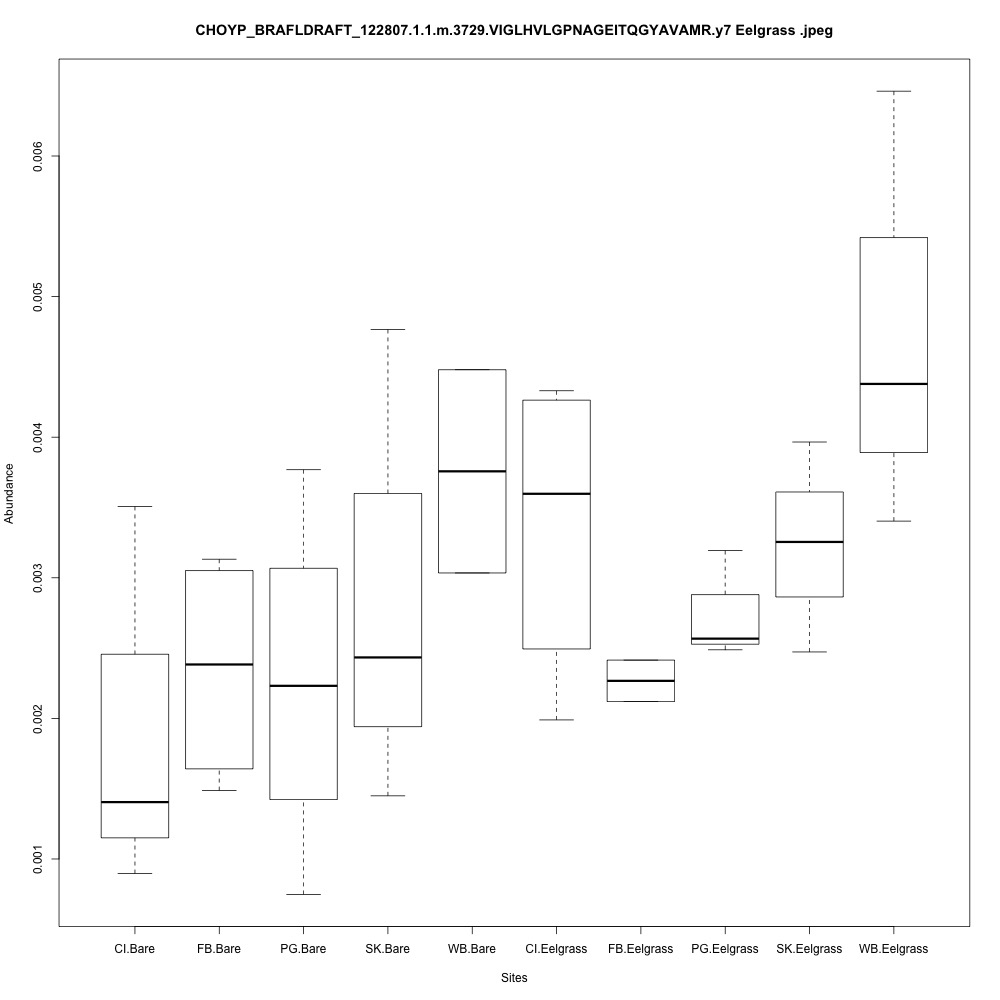 CHOYP_BRAFLDRAFT_122807.1.1.m.3729.VIGLHVLGPNAGEITQGYAVAMR.y7 Eelgrass .jpeg
0.006
0.005
0.004
0.003
0.002
0.001
Abundance
CI.Bare FB.Bare PG.Bare SK.Bare WB.Bare CI.Eelgrass FB.Eelgrass PG.Eelgrass SK.Eelgrass WB.Eelgrass
Sites